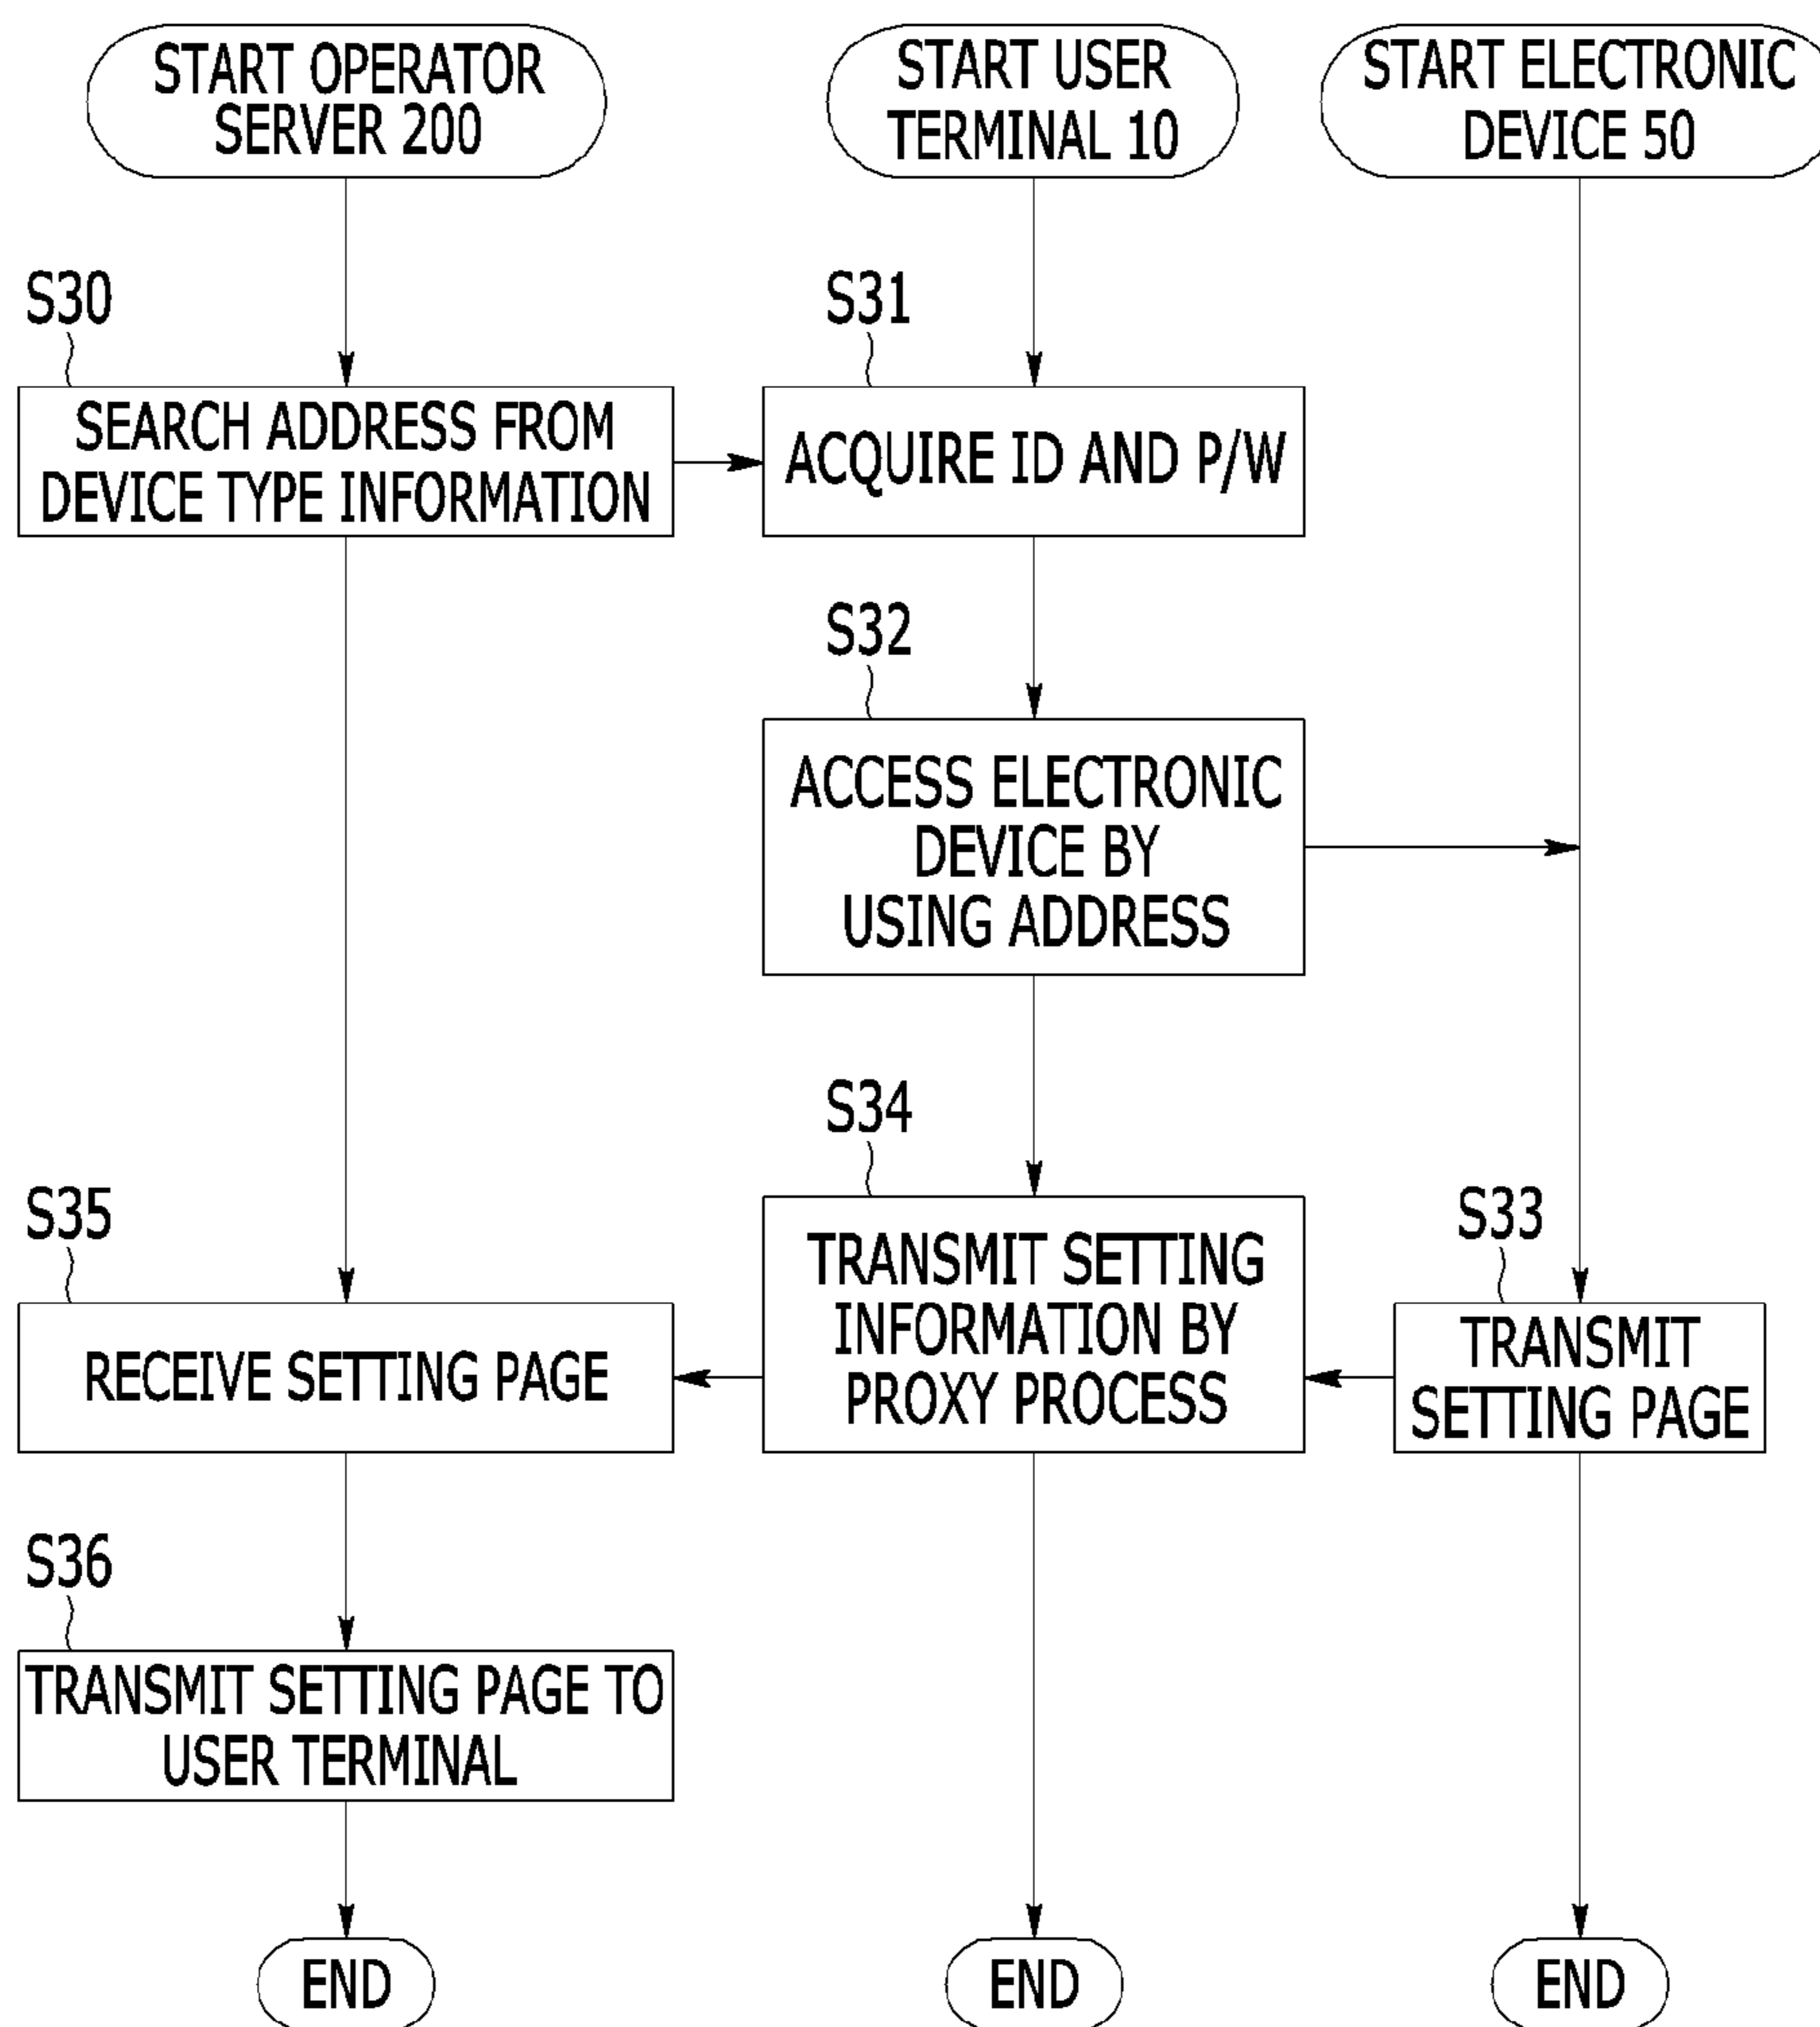 START OPERATOR
SERVER 200
START USER
TERMINAL 10
START ELECTRONIC
DEVICE 50
S30
SEARCH ADDRESS FROM
DEVICE TYPE INFORMATION
S31
ACQUIRE ID AND P/W
S32
ACCESS ELECTRONIC
DEVICE BY
USING ADDRESS
S34
TRANSMIT SETTING
INFORMATION BY
PROXY PROCESS
S33
TRANSMIT
SETTING PAGE
S35
RECEIVE SETTING PAGE
S36
TRANSMIT SETTING PAGE TO
USER TERMINAL
END
END
END